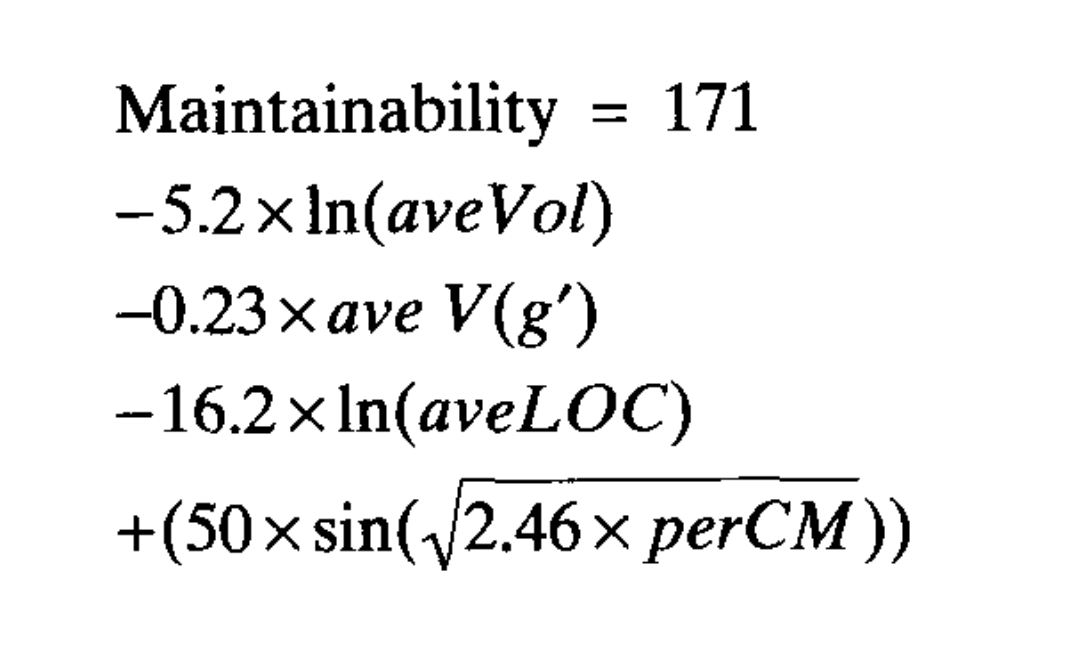 Maintainability = 171
−5.2×ln(aveVol)
−0.23×ave V(g′)
−16.2×ln(aveLOC)
+(50×sin(√2.46× perCM))